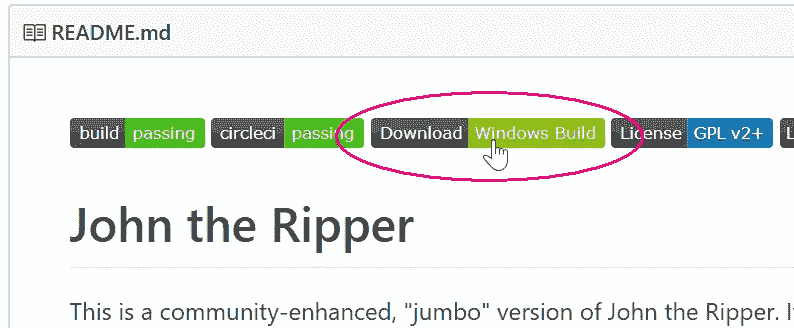 README.md
build passing circleci passing Download Windows Build License GPL v2+ L
John the Ripper
This is a community-enhanced, "jumbo" version of John the Ripper. I